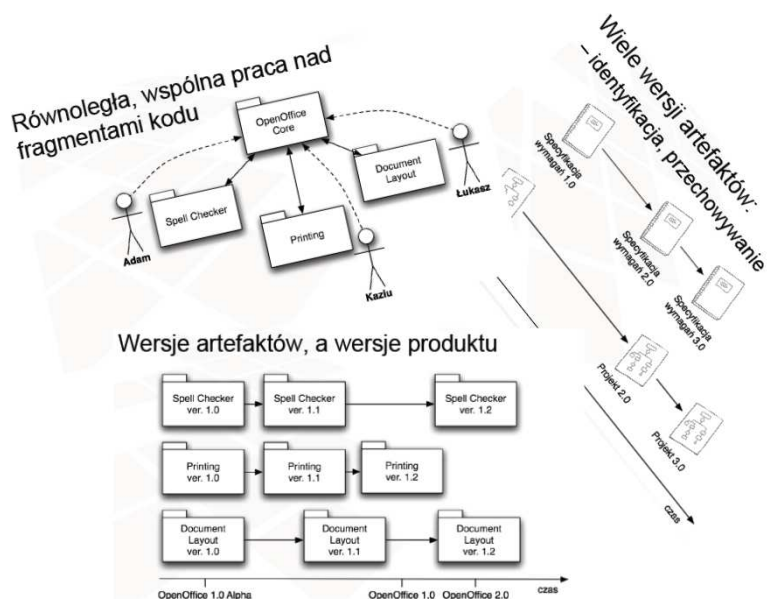 Równoległa, wspólna praca nad
fragmentami kodu
OpenOffice
Core
Spell Checker
Printing
Document
Layout
Adam
Kaziu
Łukasz
Wiele wersji artefaktów:
– identyfikacja, przechowywanie
Specyfikacja
wymagań 1.0
Specyfikacja
wymagań 2.0
Specyfikacja
wymagań 3.0
Projekt 2.0
Projekt 3.0
czas
Wersje artefaktów, a wersje produktu
Spell Checker
ver. 1.0
Spell Checker
ver. 1.1
Spell Checker
ver. 1.2
Printing
ver. 1.0
Printing
ver. 1.1
Printing
ver. 1.2
Document
Layout
ver. 1.0
Document
Layout
ver. 1.1
Document
Layout
ver. 1.2
OpenOffice 1.0 Alpha
OpenOffice 1.0
OpenOffice 2.0
czas